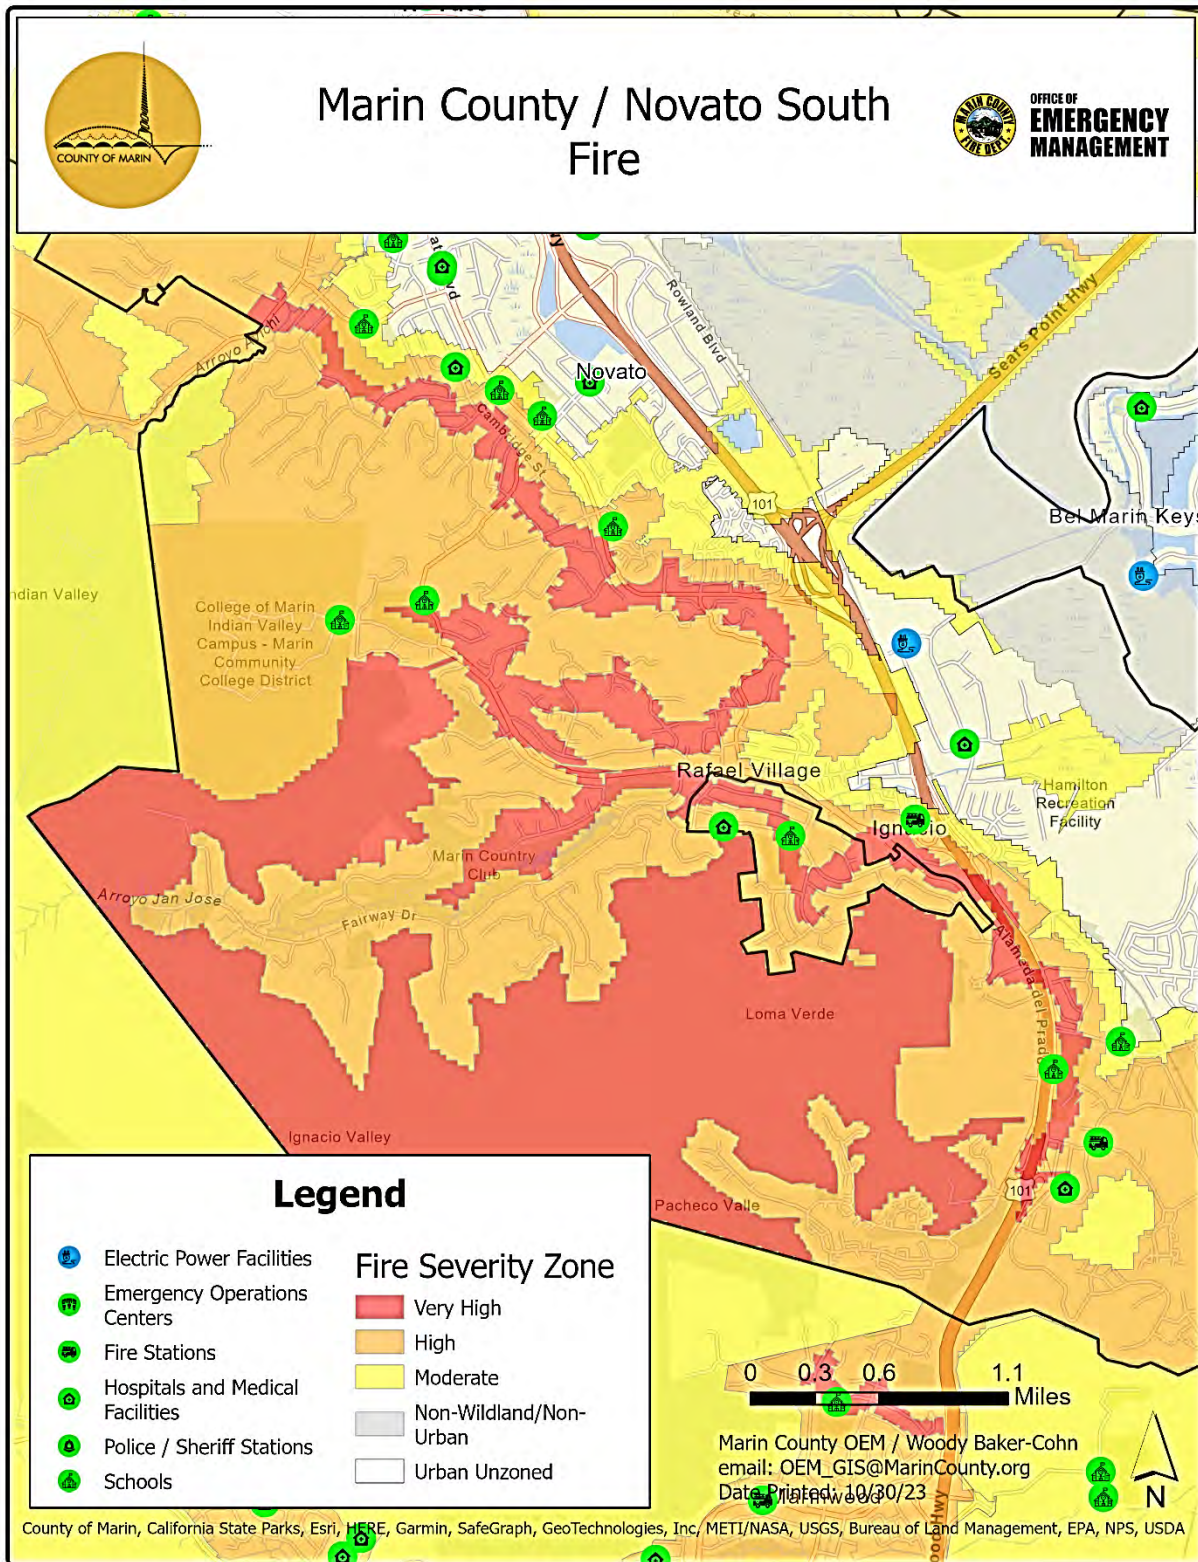 Marin County / Novato South
Fire
COUNTY OF MARIN
MARIN COUNTY
FIRE DEPT.
OFFICE OF
EMERGENCY
MANAGEMENT
Rowland Blvd
Sears Point Hwy
Arroyo Avichi
Novato
Cambridge St
101
Bel Marin Keys
ndian Valley
College of Marin
Indian Valley
Campus - Marin
Community
College District
Rafael Village
Hamilton
Recreation
Facility
Ignacio
Marin Country
Club
Arroyo Jan Jose
Fairway Dr
Alameda del Prado
Loma Verde
Ignacio Valley
Pacheco Valle
101
Legend
Electric Power Facilities
Emergency Operations
Centers
Fire Stations
Hospitals and Medical
Facilities
Police / Sheriff Stations
Schools
Fire Severity Zone
Very High
High
Moderate
Non-Wildland/Non-
Urban
Urban Unzoned
0 0.3 0.6 1.1
Miles
Marin County OEM / Woody Baker-Cohn
email: OEM_GIS@MarinCounty.org
Date Printed: 10/30/23
N
County of Marin, California State Parks, Esri, HERE, Garmin, SafeGraph, GeoTechnologies, Inc, METI/NASA, USGS, Bureau of Land Management, EPA, NPS, USDA